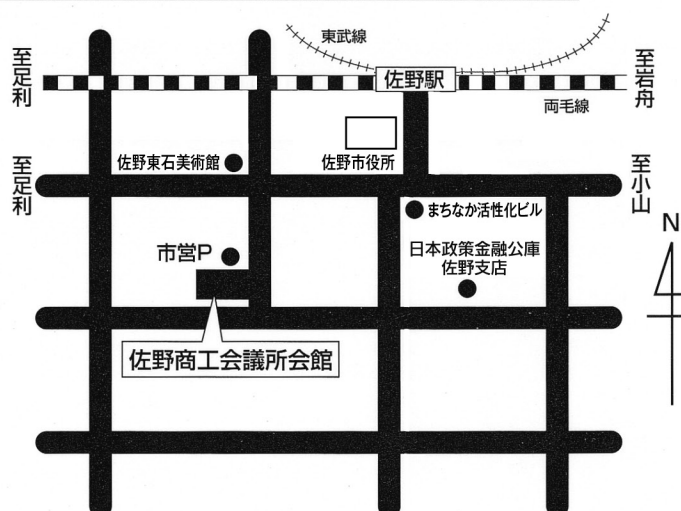 東武線
至足利
佐野駅
至岩舟
両毛線
佐野東石美術館
佐野市役所
至足利
至小山
まちなか活性化ビル
市営P
日本政策金融公庫
佐野支店
N
佐野商工会議所会館